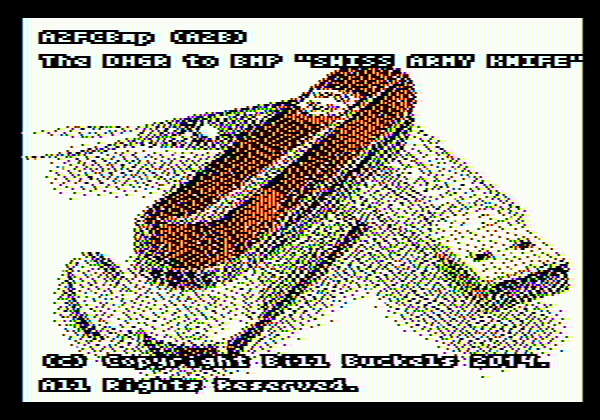 A2FCBmp (A2B)
The DHGR to BMP "SWISS ARMY KNIFE"
(c) Copyright Bill Buckels 2014.
All Rights Reserved.